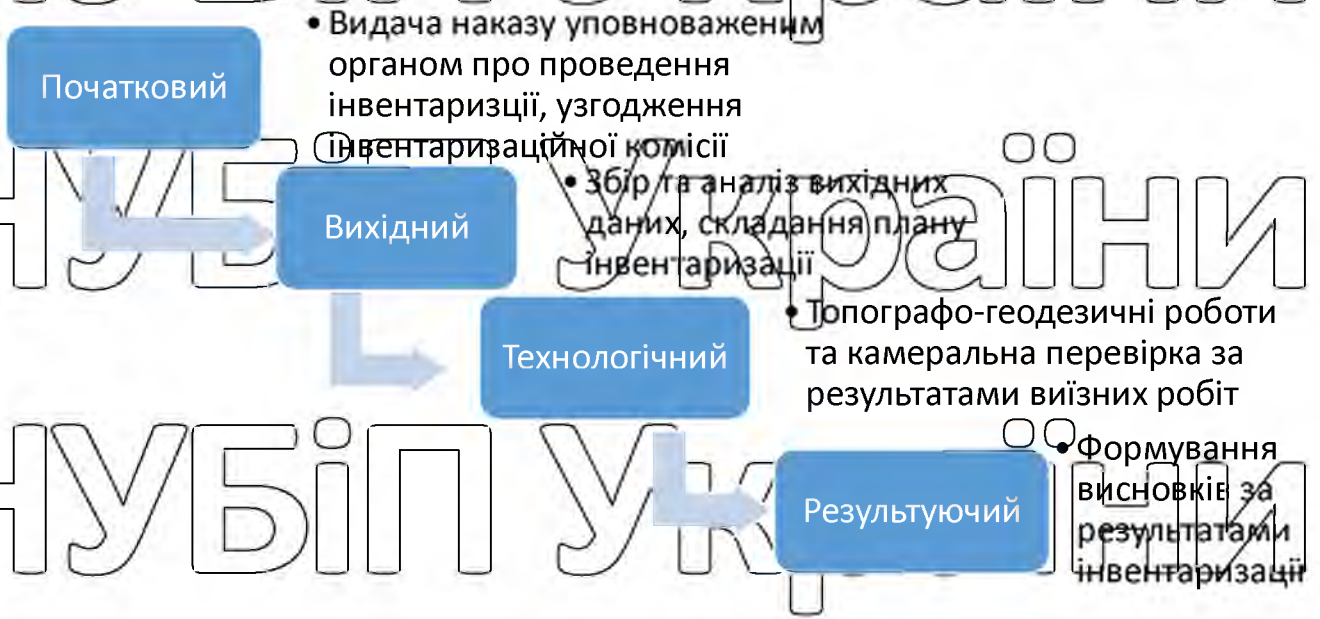 Початковий
• Видача наказу уповноваженим
органом про проведення
інвентаризції, узгодження
інвентаризаційної комісії
Вихідний
• Збір та аналіз вихідних
даних, складання плану
інвентаризації
Технологічний
• Топографо-геодезичні роботи
та камеральна перевірка за
результатами виїзних робіт
Результуючий
• Формування
висновків за
результатами
інвентаризації
НУБіП України
НУБіП України